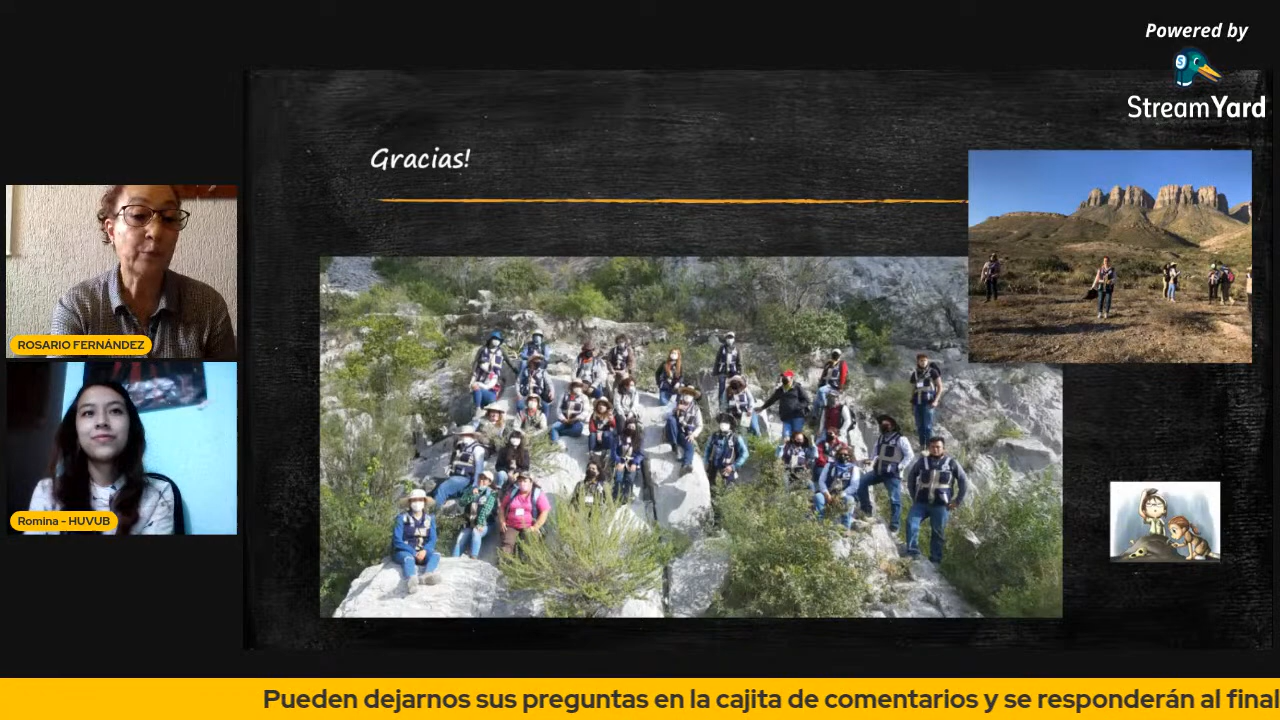 Powered by
StreamYard
Gracias!
ROSARIO FERNÁNDEZ
Romina - HUVUB
Pueden dejarnos sus preguntas en la cajita de comentarios y se responderán al final